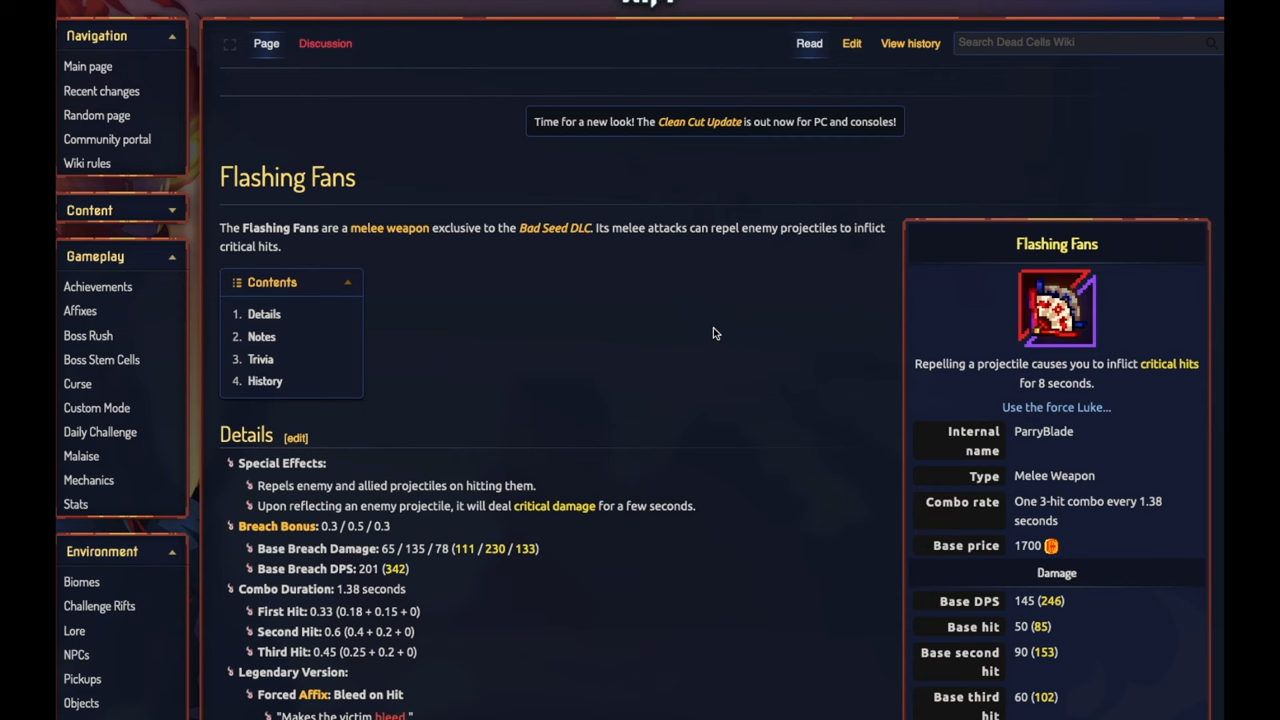 Navigation
Main page
Recent changes
Random page
Community portal
Wiki rules
Content
Gameplay
Achievements
Affixes
Boss Rush
Boss Stem Cells
Curse
Custom Mode
Daily Challenge
Malaise
Mechanics
Stats
Environment
Biomes
Challenge Rifts
Lore
NPCs
Pickups
Objects
Page
Discussion
Read
Edit
View history
Search Dead Cells Wiki
Time for a new look! The Clean Cut Update is out now for PC and consoles!
Flashing Fans
The Flashing Fans are a melee weapon exclusive to the Bad Seed DLC. Its melee attacks can repel enemy projectiles to inflict
critical hits.
Contents
1. Details
2. Notes
3. Trivia
4. History
Details [edit]
Special Effects:
Repels enemy and allied projectiles on hitting them.
Upon reflecting an enemy projectile, it will deal critical damage for a few seconds.
Breach Bonus: 0.3 / 0.5 / 0.3
Base Breach Damage: 65 / 135 / 78 (111 / 230 / 133)
Base Breach DPS: 201 (342)
Combo Duration: 1.38 seconds
First Hit: 0.33 (0.18 + 0.15 + 0)
Second Hit: 0.6 (0.4 + 0.2 + 0)
Third Hit: 0.45 (0.25 + 0.2 + 0)
Legendary Version:
Forced Affix: Bleed on Hit
"Makes the victim bleed."
Flashing Fans
Repelling a projectile causes you to inflict critical hits
for 8 seconds.
Use the force Luke...
Internal name ParryBlade
Type Melee Weapon
Combo rate One 3-hit combo every 1.38
seconds
Base price 1700
Damage
Base DPS 145 (246)
Base hit 50 (85)
Base second hit 90 (153)
Base third hit 60 (102)